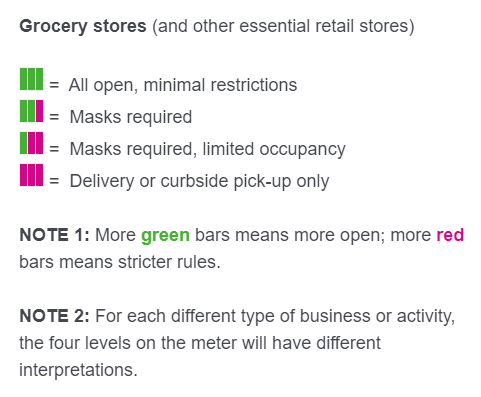 Grocery stores (and other essential retail stores)
= All open, minimal restrictions
= Masks required
= Masks required, limited occupancy
= Delivery or curbside pick-up only
NOTE 1: More green bars means more open; more red
bars means stricter rules.
NOTE 2: For each different type of business or activity,
the four levels on the meter will have different
interpretations.